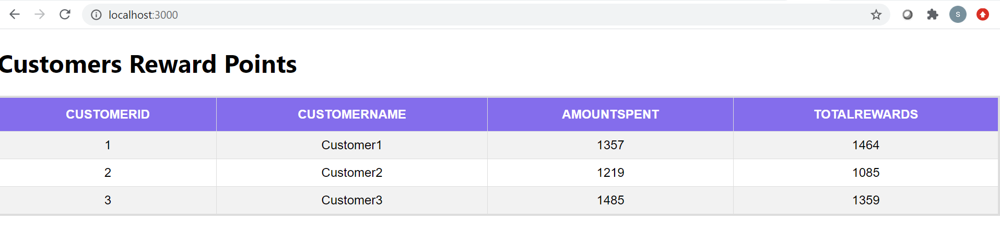 localhost:3000
S
Customers Reward Points
CUSTOMERID CUSTOMERNAME AMOUNTSPENT TOTALREWARDS
1 Customer1 1357 1464
2 Customer2 1219 1085
3 Customer3 1485 1359